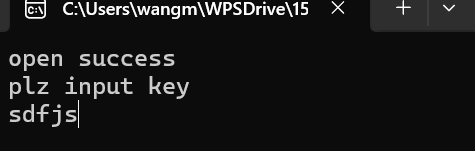 C:\Users\wangm\WPSDrive\15
open success
plz input key
sdfjs